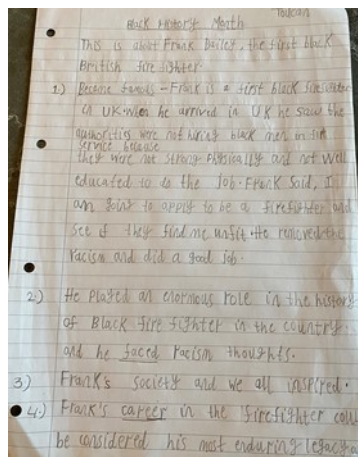 Toucan
Black History Month
This is about Frank Bailey, the first black
British firefighter.
1.) Became famous - Frank is a first black firefighter
in UK. When he arrived in UK he saw the
authorities were not hiring black men in fire
service because
they were not strong physically and not well
educated to do the job. Frank said, I
am going to apply to be a firefighter and
see if they find me unfit. He removed the
racism and did a good job.
2.) He played an enormous role in the history
of Black fire fighter in the country.
and he faced racism thoughts.
3) Frank's society and we all inspired.
4.) Frank's career in the firefighter coul
be considered his most enduring legacy